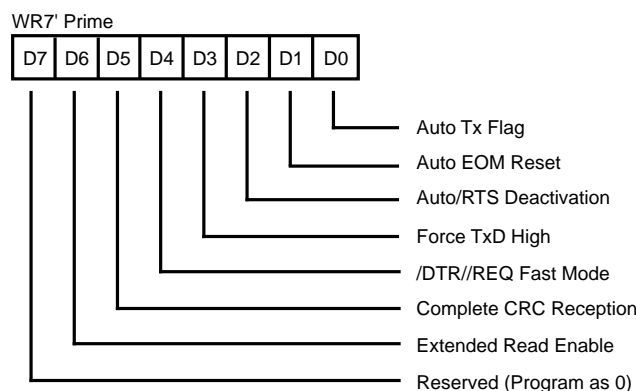 WR7' Prime
D7 D6 D5 D4 D3 D2 D1 D0
Auto Tx Flag
Auto EOM Reset
Auto/RTS Deactivation
Force TxD High
/DTR//REQ Fast Mode
Complete CRC Reception
Extended Read Enable
Reserved (Program as 0)